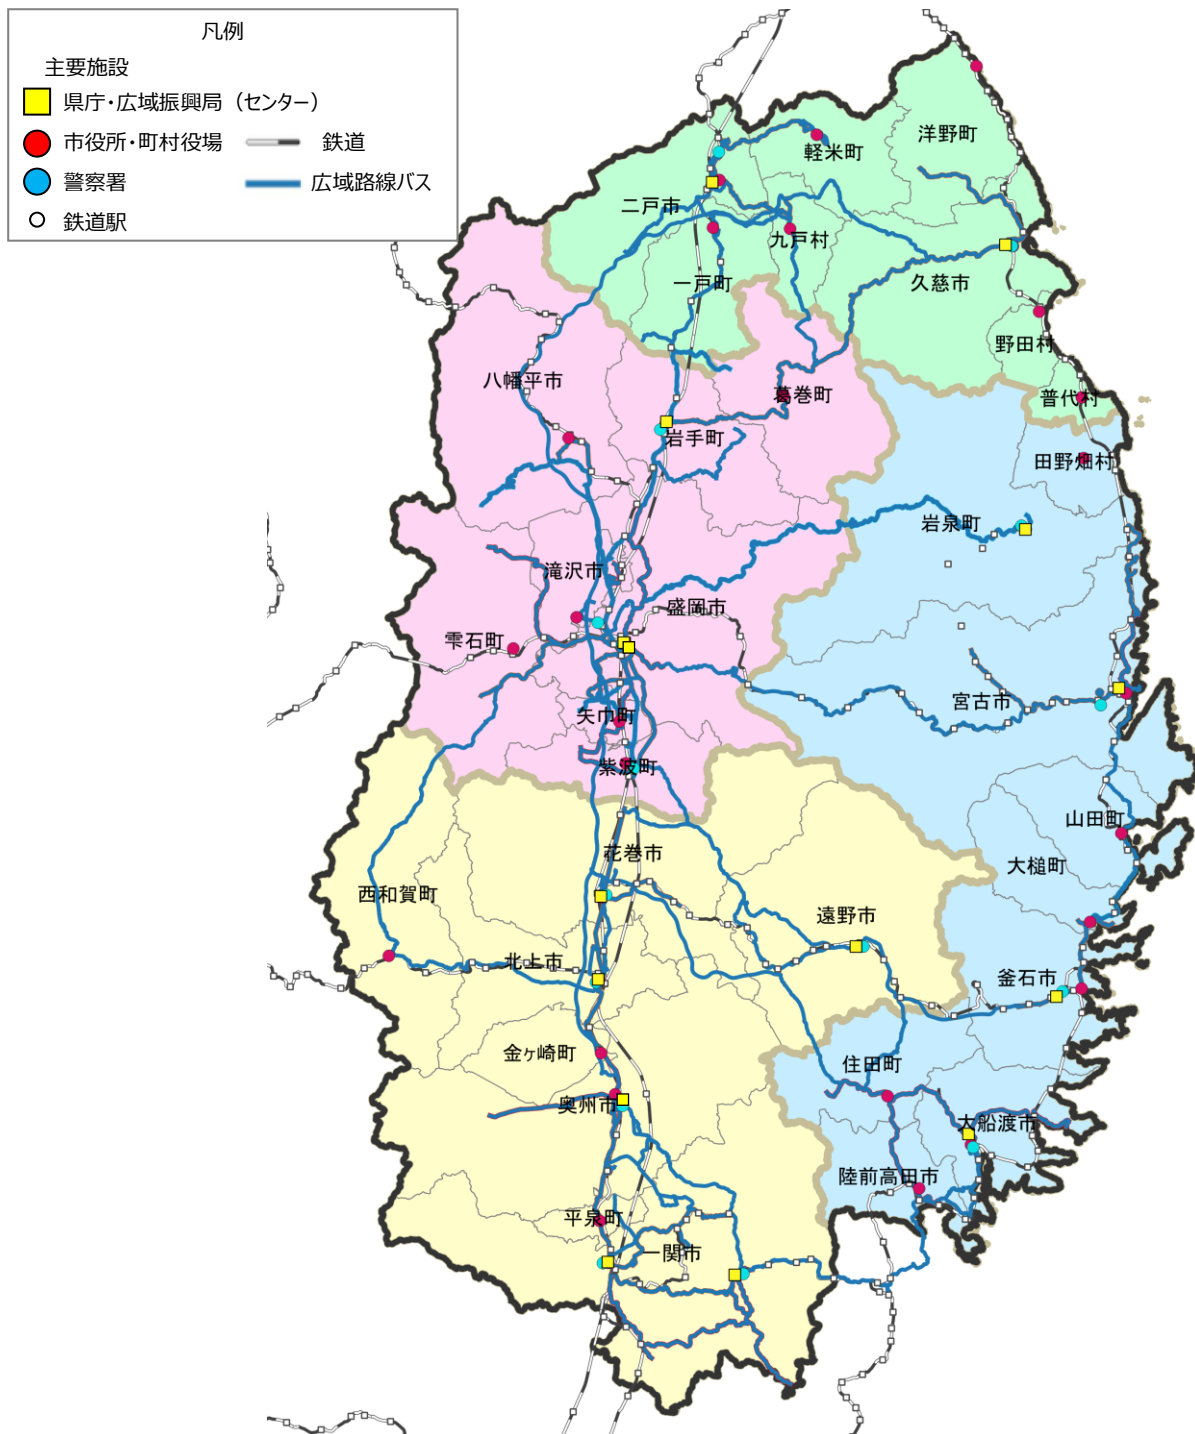 凡例
主要施設
県庁・広域振興局（センター）
市役所・町村役場
鉄道
警察署
広域路線バス
鉄道駅
洋野町
軽米町
二戸市
九戸村
一戸町
久慈市
野田村
八幡平市
葛巻町
普代村
岩手町
田野畑村
岩泉町
滝沢市
盛岡市
雫石町
宮古市
矢巾町
紫波町
山田町
花巻市
大槌町
西和賀町
遠野市
北上市
釜石市
金ヶ崎町
住田町
奥州市
大船渡市
陸前高田市
平泉町
一関市